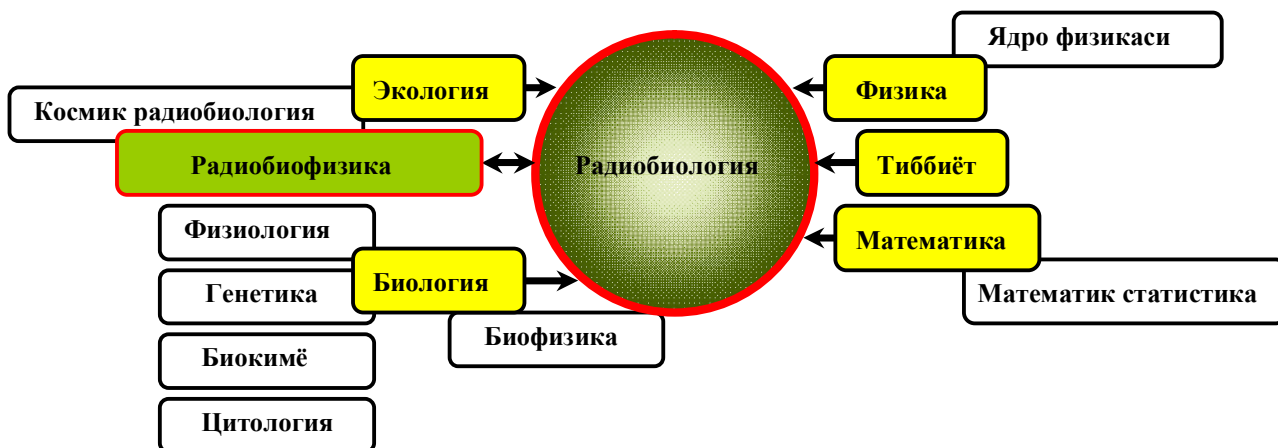 Ядро физикаси
Экология
Физика
Космик радиобиология
Радиобиофизика
Радиобиология
Тиббиёт
Физиология
Математика
Генетика
Биология
Математик статистика
Биофизика
Биокимё
Цитология